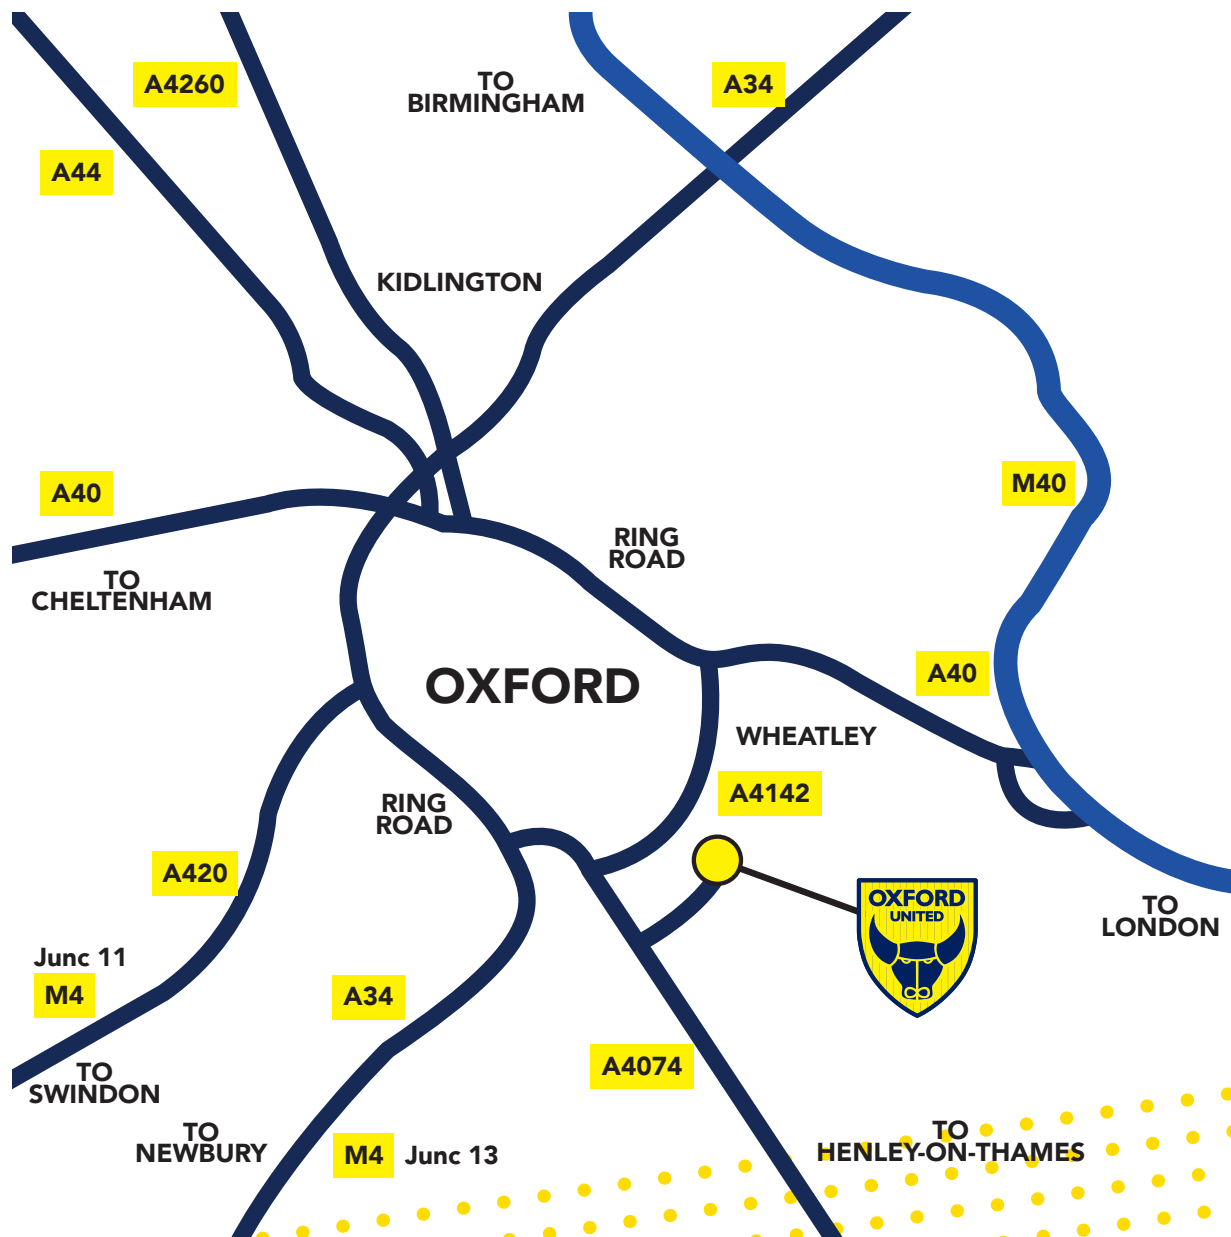 A4260
TO
BIRMINGHAM
A34
A44
KIDLINGTON
A40
M40
RING
ROAD
TO
CHELTENHAM
A40
OXFORD
WHEATLEY
A4142
RING
ROAD
A420
OXFORD
UNITED
TO
LONDON
Junc 11
M4
A34
TO
SWINDON
A4074
TO
NEWBURY
M4 Junc 13
TO
HENLEY-ON-THAMES